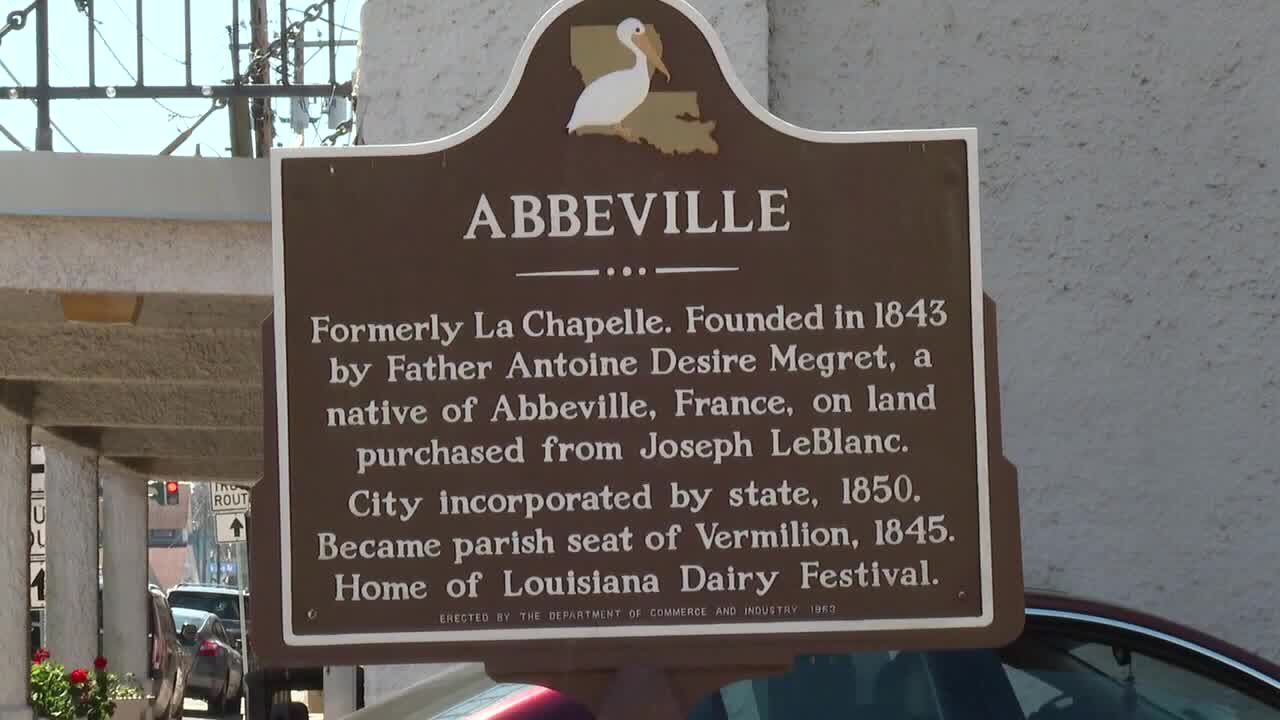 ABBEVILLE
Formerly La Chapelle. Founded in 1843
by Father Antoine Desire Megret, a
native of Abbeville, France, on land
purchased from Joseph LeBlanc.
City incorporated by state, 1850.
Became parish seat of Vermilion, 1845.
Home of Louisiana Dairy Festival.
ERECTED BY THE DEPARTMENT OF COMMERCE AND INDUSTRY 1963
TRUCK
ROUTE